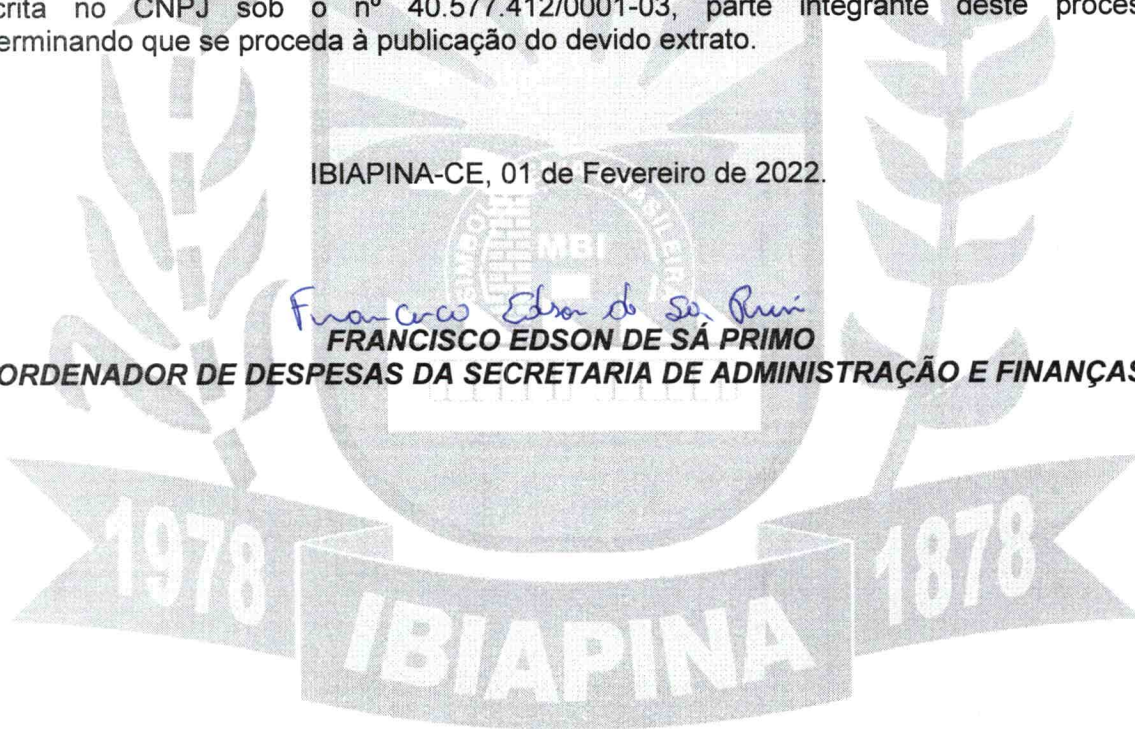 crita no CNPJ sob o nº 40.577.412/0001-03, parte integrante deste proces
erminando que se proceda à publicação do devido extrato.
IBIAPINA-CE, 01 de Fevereiro de 2022.
BRASILEIRA
MBI
Francisco Edson de Sá Primo
FRANCISCO EDSON DE SÁ PRIMO
ORDENADOR DE DESPESAS DA SECRETARIA DE ADMINISTRAÇÃO E FINANÇAS
1978
1878
IBIAPINA